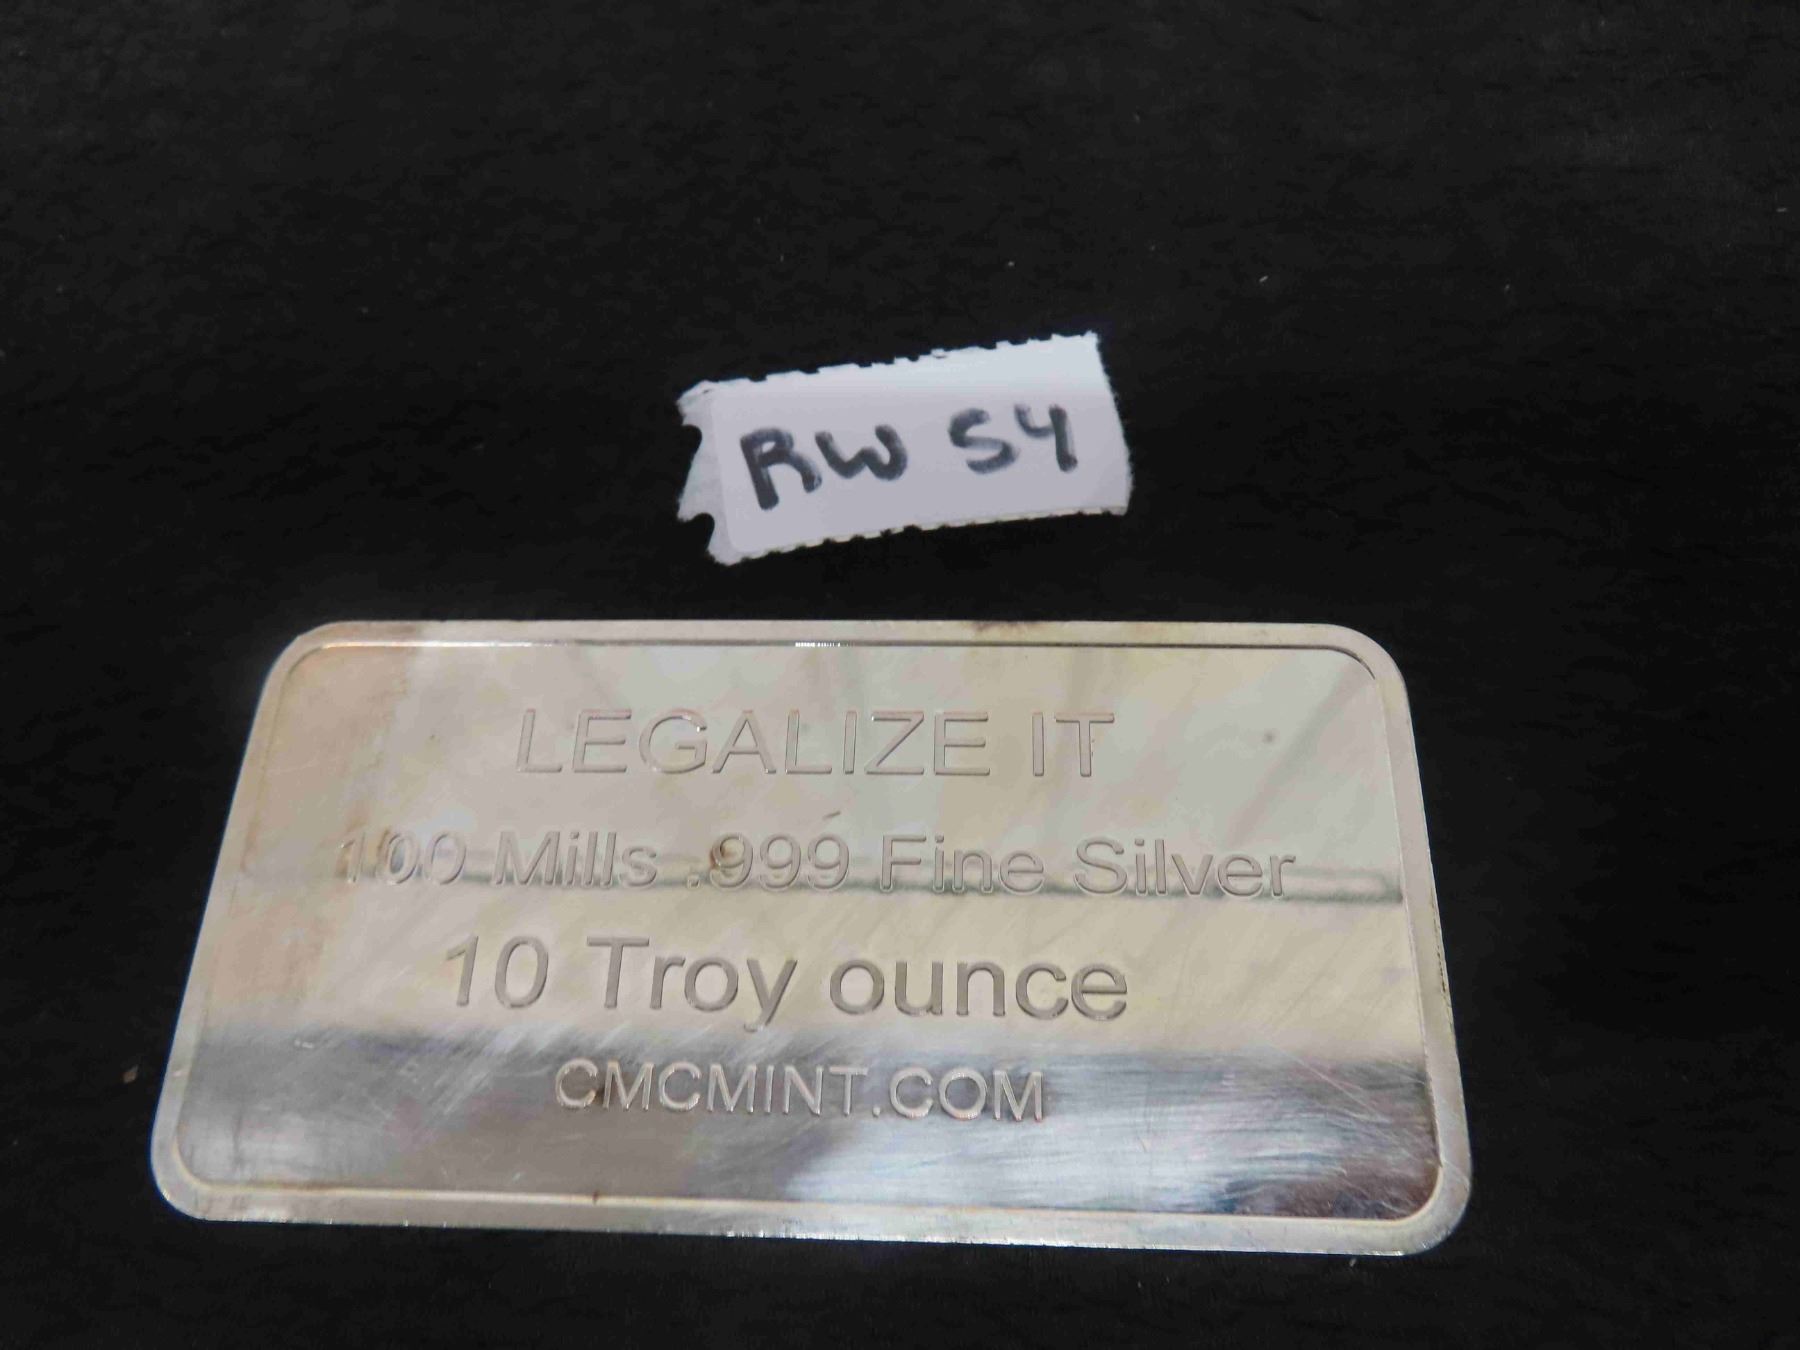 RW 54
LEGALIZE IT
100 Mills .999 Fine Silver
10 Troy ounce
CMCMINT.COM